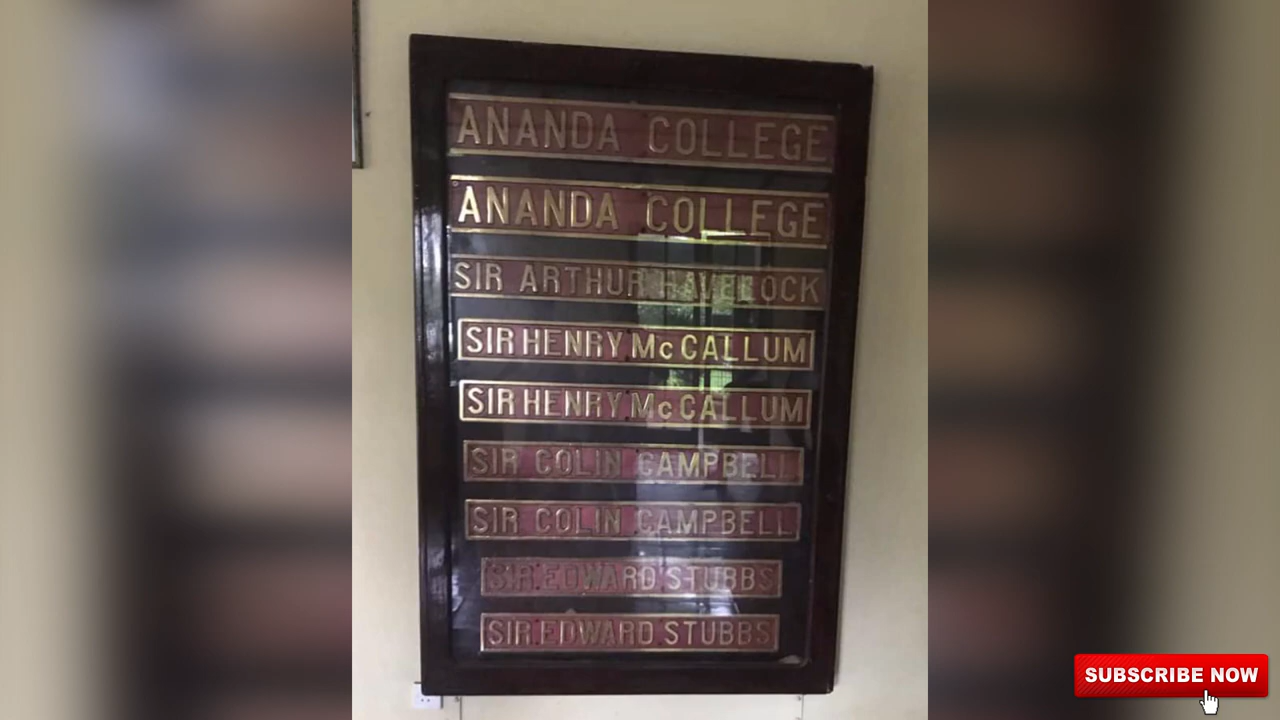 ANANDA COLLEGE
ANANDA COLLEGE
SIR ARTHUR HAVELOCK
SIR HENRY McCALLUM
SIR HENRY McCALLUM
SIR COLIN CAMPBELL
SIR COLIN CAMPBELL
SIR EDWARD STUBBS
SIR EDWARD STUBBS
SUBSCRIBE NOW